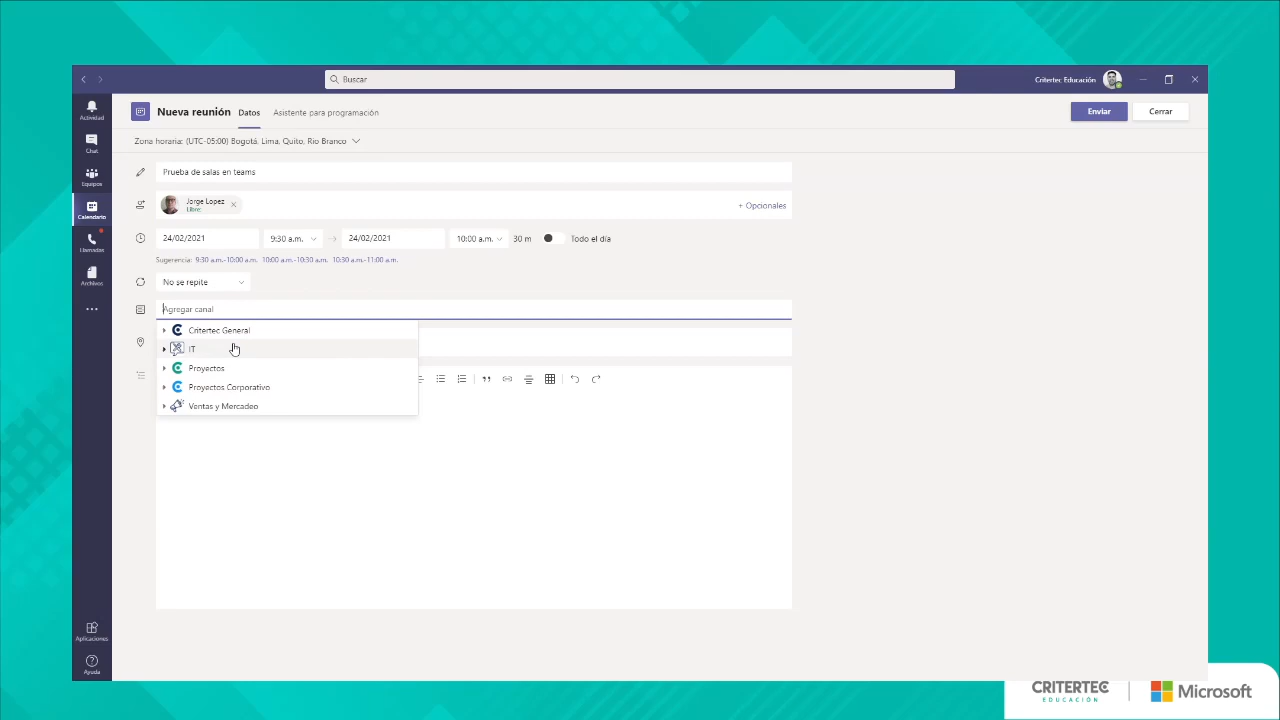 Buscar
Critertec Educación
Actividad
Chat
Equipos
Calendario
Llamadas
Archivos
Aplicaciones
Ayuda
Nueva reunión Datos Asistente para programación
Enviar Cerrar
Zona horaria: (UTC-05:00) Bogotá, Lima, Quito, Rio Branco
Prueba de salas en teams
Jorge Lopez
Libre:
+ Opcionales
24/02/2021 9:30 a.m. 24/02/2021 10:00 a.m. 30 m Todo el día
Sugerencia: 9:30 a.m.-10:00 a.m. 10:00 a.m.-10:30 a.m. 10:30 a.m.-11:00 a.m.
No se repite
Agregar canal
Critertec General
IT
Proyectos
Proyectos Corporativo
Ventas y Mercadeo
CRITERTEC
EDUCACIÓN
Microsoft